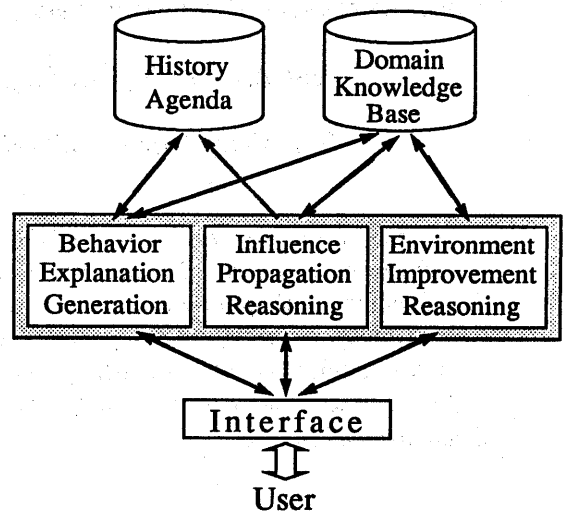 History
Agenda
Domain
Knowledge
Base
Behavior
Explanation
Generation
Influence
Propagation
Reasoning
Environment
Improvement
Reasoning
Interface
User